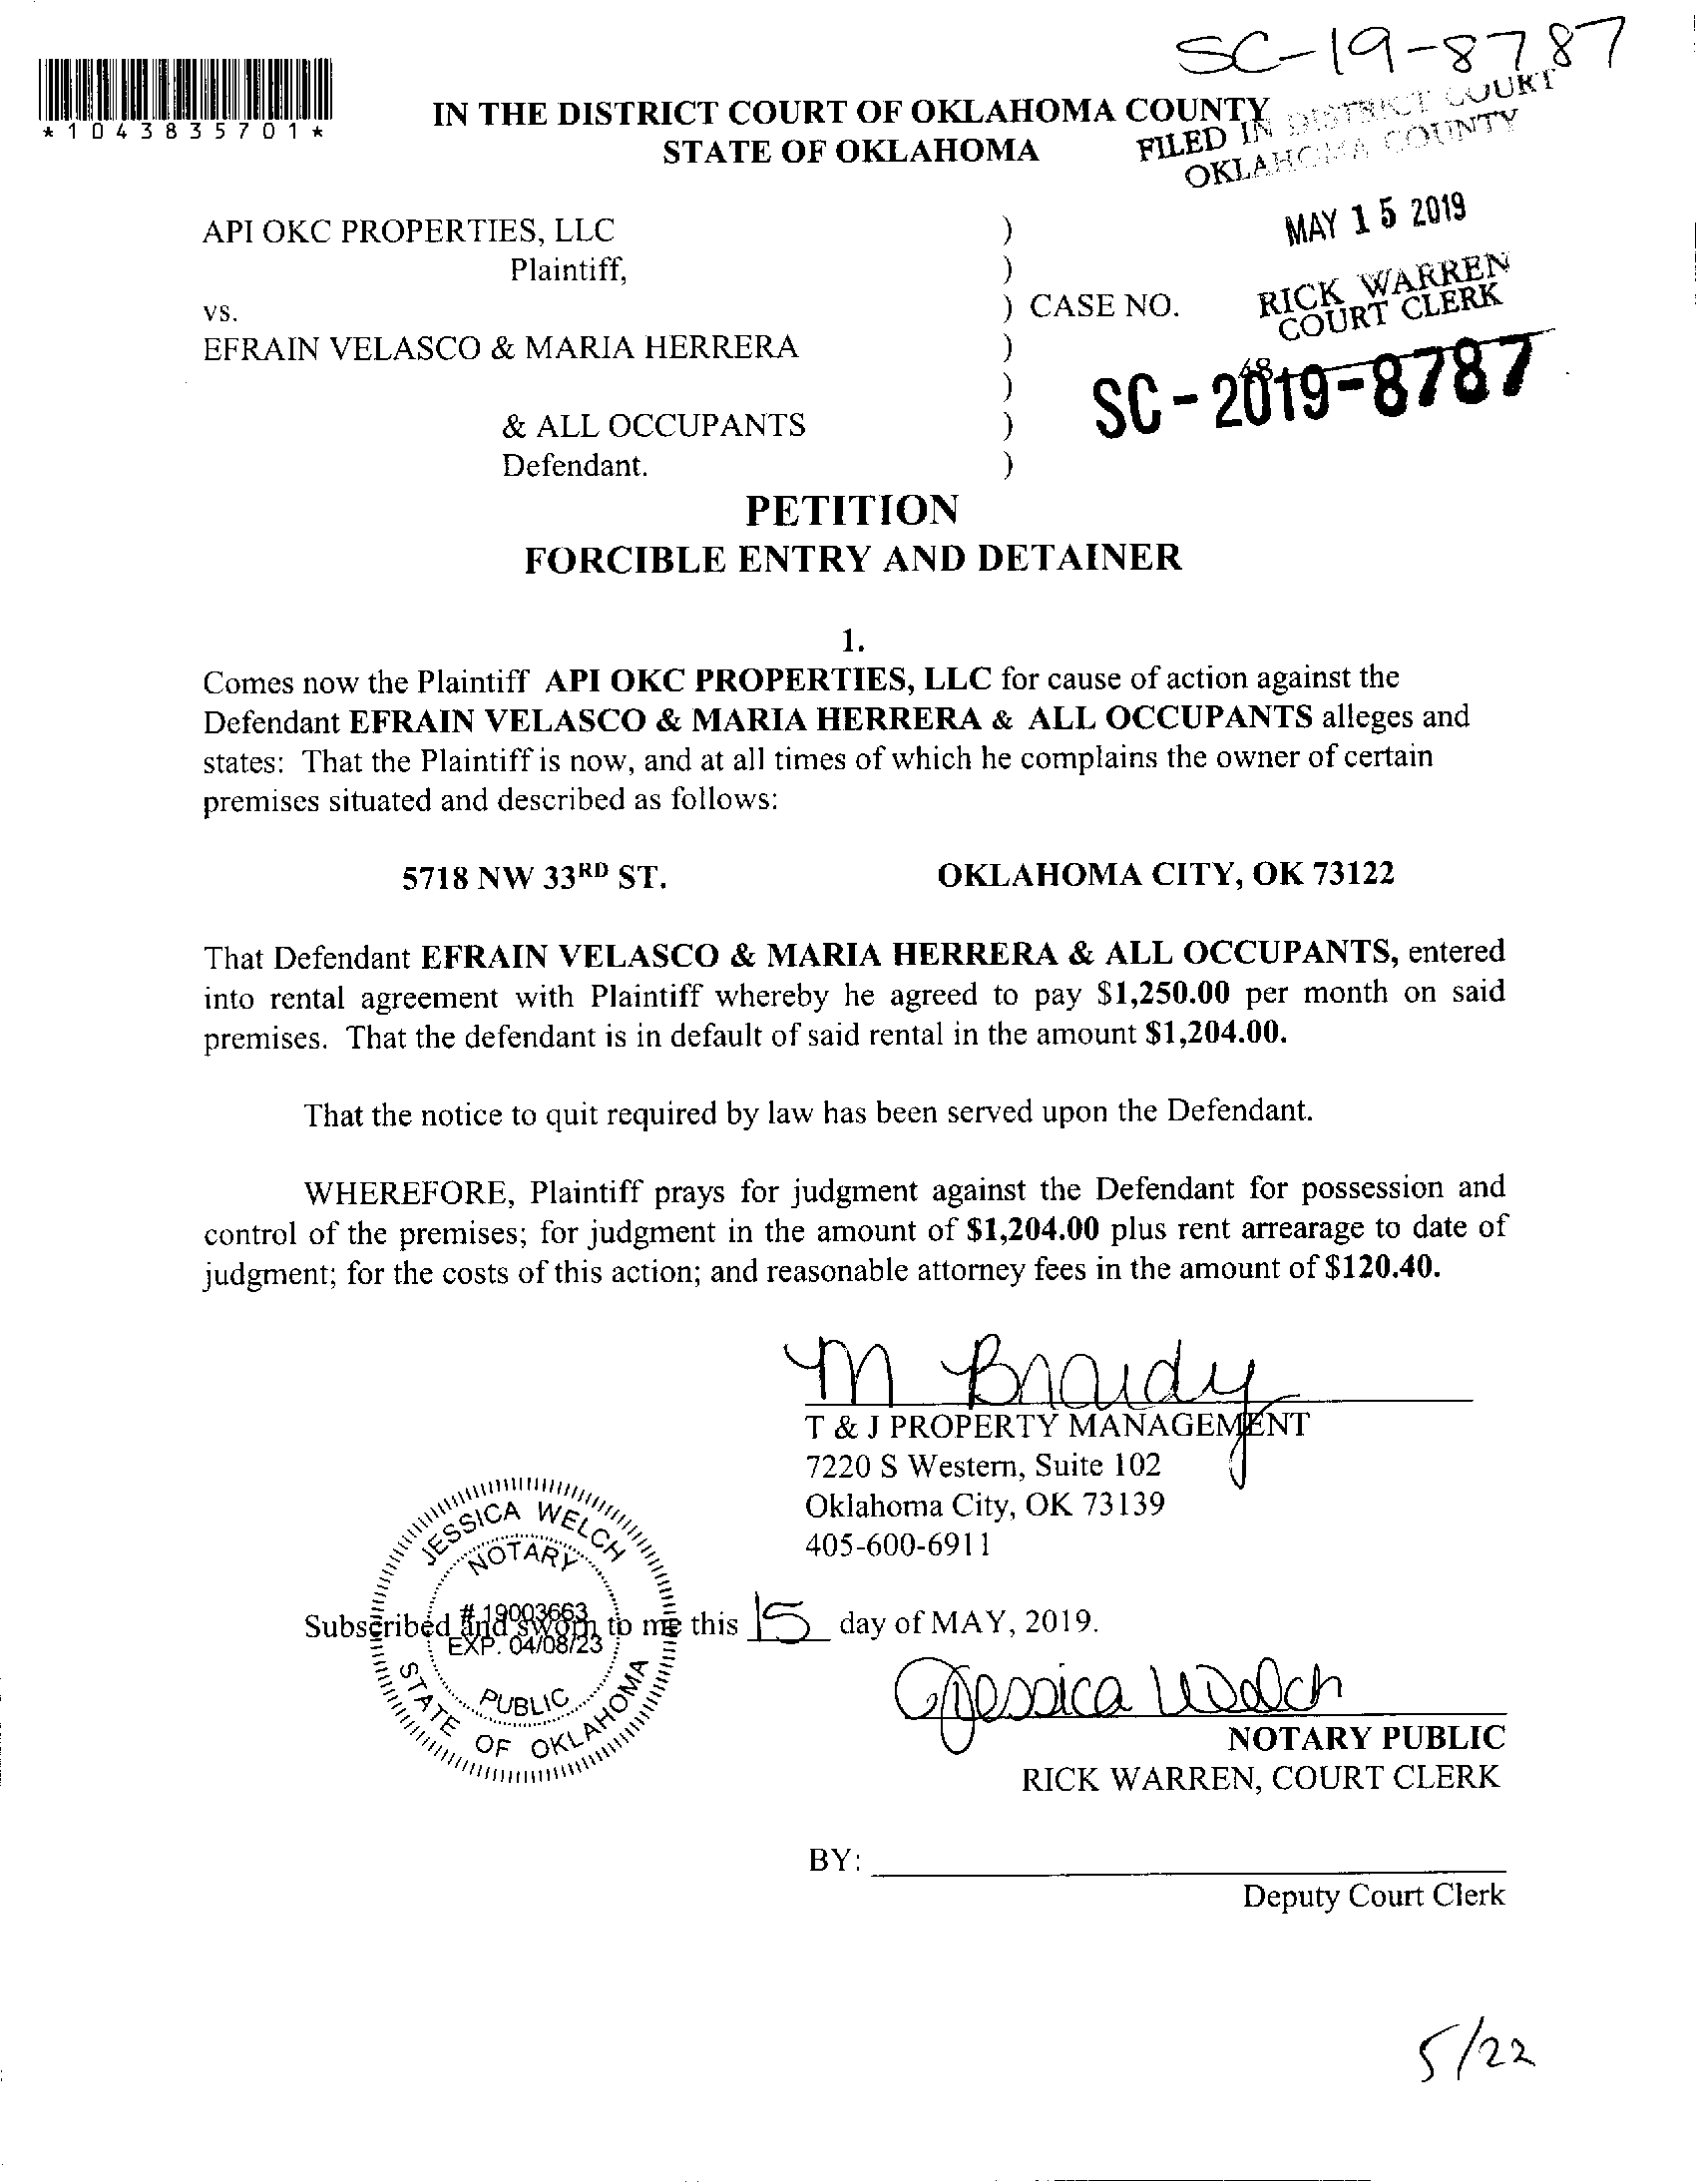 SC-19-8787
*1043835701*
IN THE DISTRICT COURT OF OKLAHOMA COUNTY
STATE OF OKLAHOMA
FILED IN DISTRICT COURT
OKLAHOMA COUNTY
MAY 15 2019
RICK WARREN
COURT CLERK
48
SC-2019-8787
API OKC PROPERTIES, LLC )
Plaintiff, )
vs. ) CASE NO.
EFRAIN VELASCO & MARIA HERRERA )
)
& ALL OCCUPANTS )
Defendant. )
PETITION
FORCIBLE ENTRY AND DETAINER
1.
Comes now the Plaintiff API OKC PROPERTIES, LLC for cause of action against the
Defendant EFRAIN VELASCO & MARIA HERRERA & ALL OCCUPANTS alleges and
states: That the Plaintiff is now, and at all times of which he complains the owner of certain
premises situated and described as follows:
5718 NW 33RD ST. OKLAHOMA CITY, OK 73122
That Defendant EFRAIN VELASCO & MARIA HERRERA & ALL OCCUPANTS, entered
into rental agreement with Plaintiff whereby he agreed to pay $1,250.00 per month on said
premises. That the defendant is in default of said rental in the amount $1,204.00.
That the notice to quit required by law has been served upon the Defendant.
WHEREFORE, Plaintiff prays for judgment against the Defendant for possession and
control of the premises; for judgment in the amount of $1,204.00 plus rent arrearage to date of
judgment; for the costs of this action; and reasonable attorney fees in the amount of $120.40.
M Braudy
T & J PROPERTY MANAGEMENT
7220 S Western, Suite 102
Oklahoma City, OK 73139
405-600-6911
JESSICA WELCH
NOTARY
# 19003663
EXP. 04/08/23
PUBLIC
STATE OF OKLAHOMA
Subscribed and sworn to me this 15 day of MAY, 2019.
Jessica Welch
NOTARY PUBLIC
RICK WARREN, COURT CLERK
BY:
Deputy Court Clerk
5/22